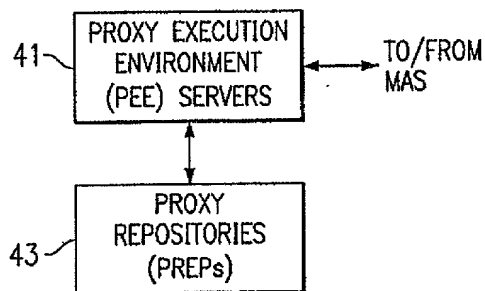 PROXY EXECUTION
ENVIRONMENT
(PEE) SERVERS
41
TO/FROM
MAS
PROXY
REPOSITORIES
(PREPs)
43